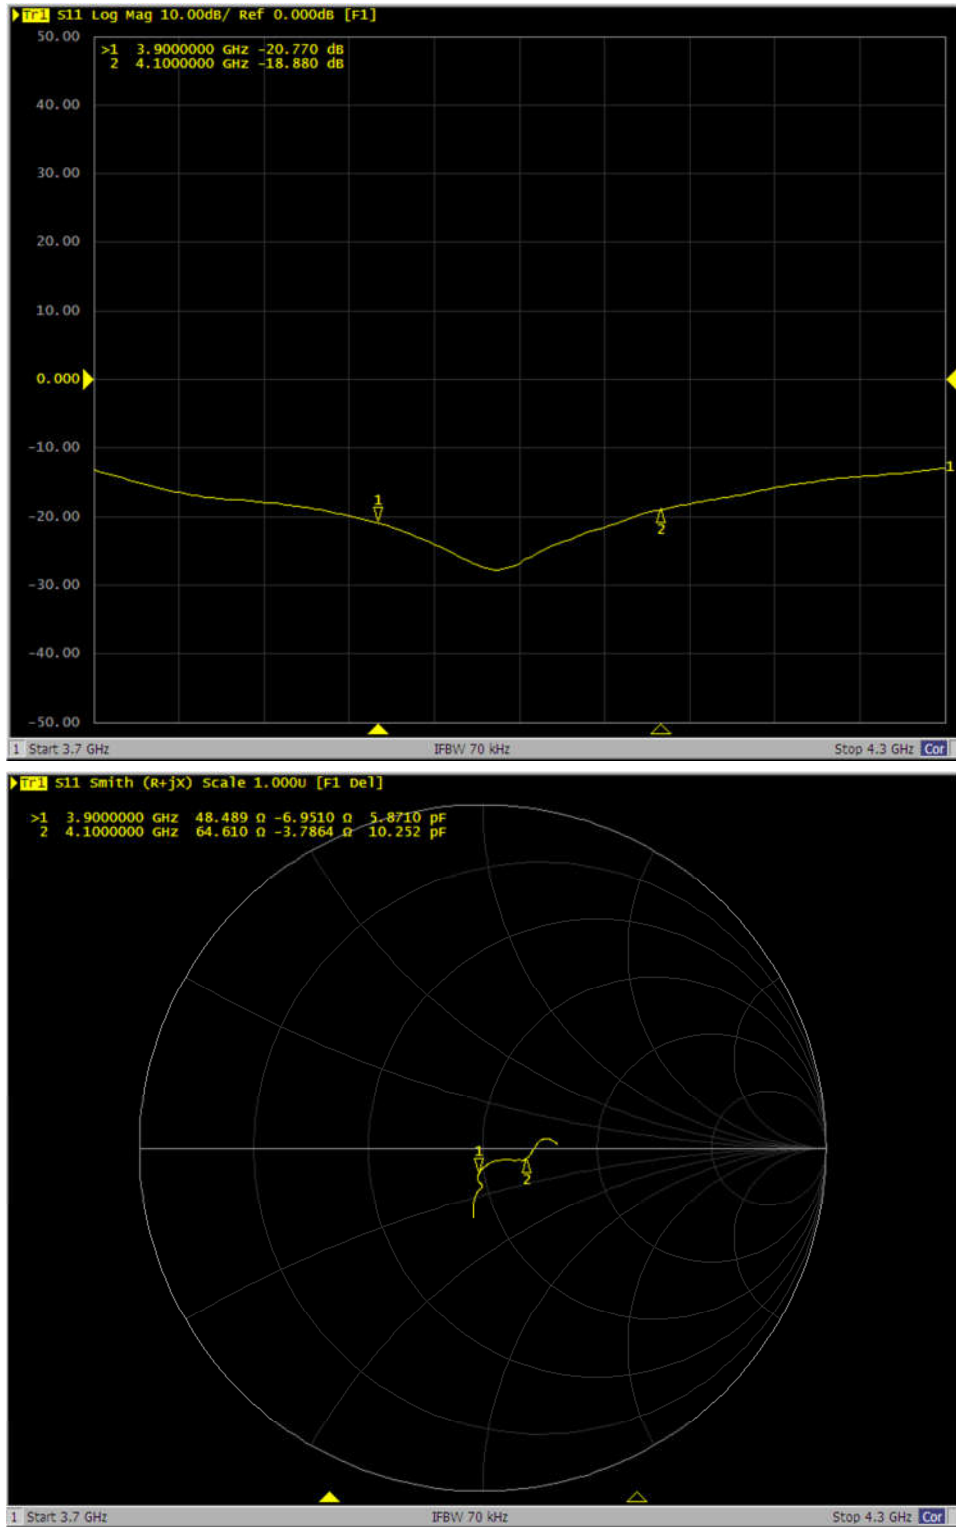 Tr1 S11 Log Mag 10.00dB/ Ref 0.000dB [F1]
50.00
>1 3.9000000 GHz -20.770 dB
2 4.1000000 GHz -18.880 dB
40.00
30.00
20.00
10.00
0.000
-10.00
1
1
-20.00
2
-30.00
-40.00
-50.00
1 Start 3.7 GHz IFBW 70 kHz Stop 4.3 GHz Cor
Tr1 S11 Smith (R+jX) Scale 1.000U [F1 Del]
>1 3.9000000 GHz 48.489 Ω -6.9510 Ω 5.8710 pF
2 4.1000000 GHz 64.610 Ω -3.7864 Ω 10.252 pF
1
2
1 Start 3.7 GHz IFBW 70 kHz Stop 4.3 GHz Cor